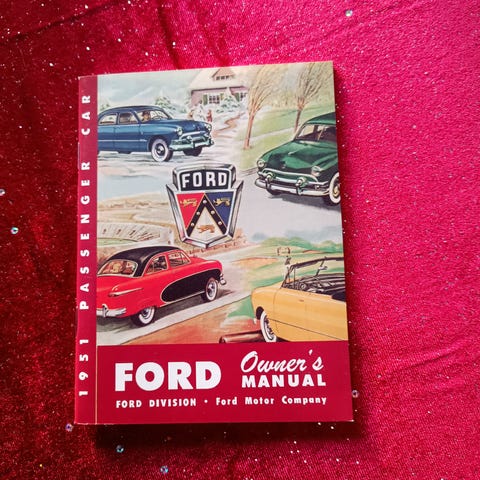 1951 PASSENGER CAR
FORD
FORD Owner's
MANUAL
FORD DIVISION • Ford Motor Company